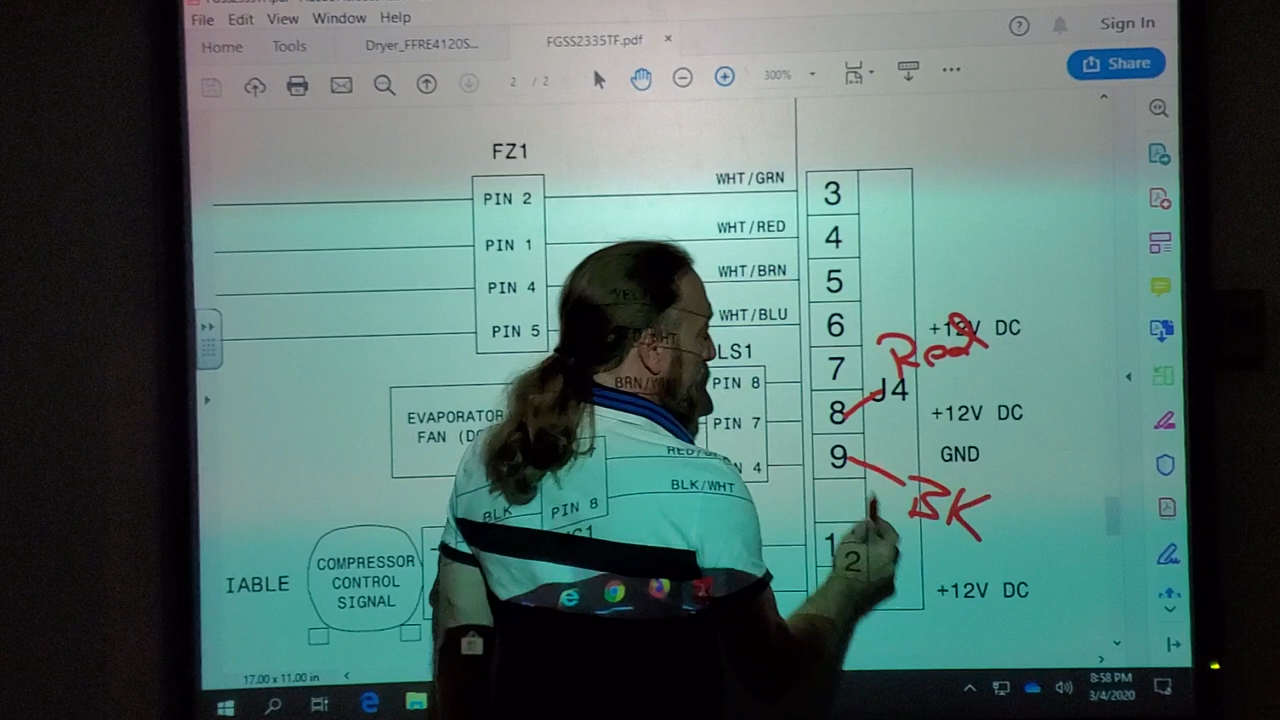 File Edit View Window Help
Home Tools Dryer_FFRE4120S... FGSS2335TF.pdf ×
Sign In
2 / 2 300% Share
FZ1
PIN 2 WHT/GRN 3
PIN 1 WHT/RED 4
PIN 4 WHT/BRN 5
PIN 5 WHT/BLU 6 +12V DC
Red
LS1
PIN 8 7
J4
PIN 7 8 +12V DC
9 GND
EVAPORATOR
FAN
BLK/WHT
BK
BLK PIN 8
1
2
COMPRESSOR
CONTROL
SIGNAL
IABLE
+12V DC
17.00 x 11.00 in
8:58 PM
3/4/2020